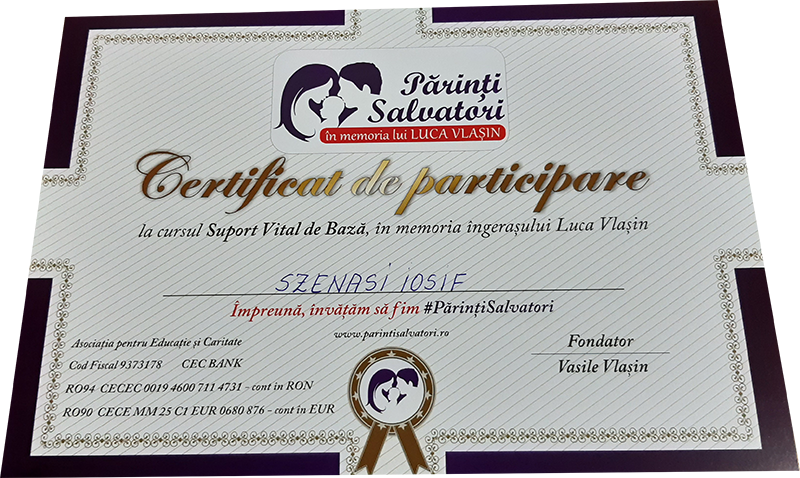 Părinți
Salvatori
în memoria lui LUCA VLAȘIN
Certificat de participare
la cursul Suport Vital de Bază, în memoria îngerașului Luca Vlașin
SZENASI IOSIF
Împreună, învățăm să fim #PărințiSalvatori
www.parintisalvatori.ro
Asociația pentru Educație și Caritate
Cod Fiscal 9373178 CEC BANK
RO94 CECEC 0019 4600 711 4731 - cont in RON
RO90 CECE MM 25 C1 EUR 0680 876 - cont in EUR
Fondator
Vasile Vlașin